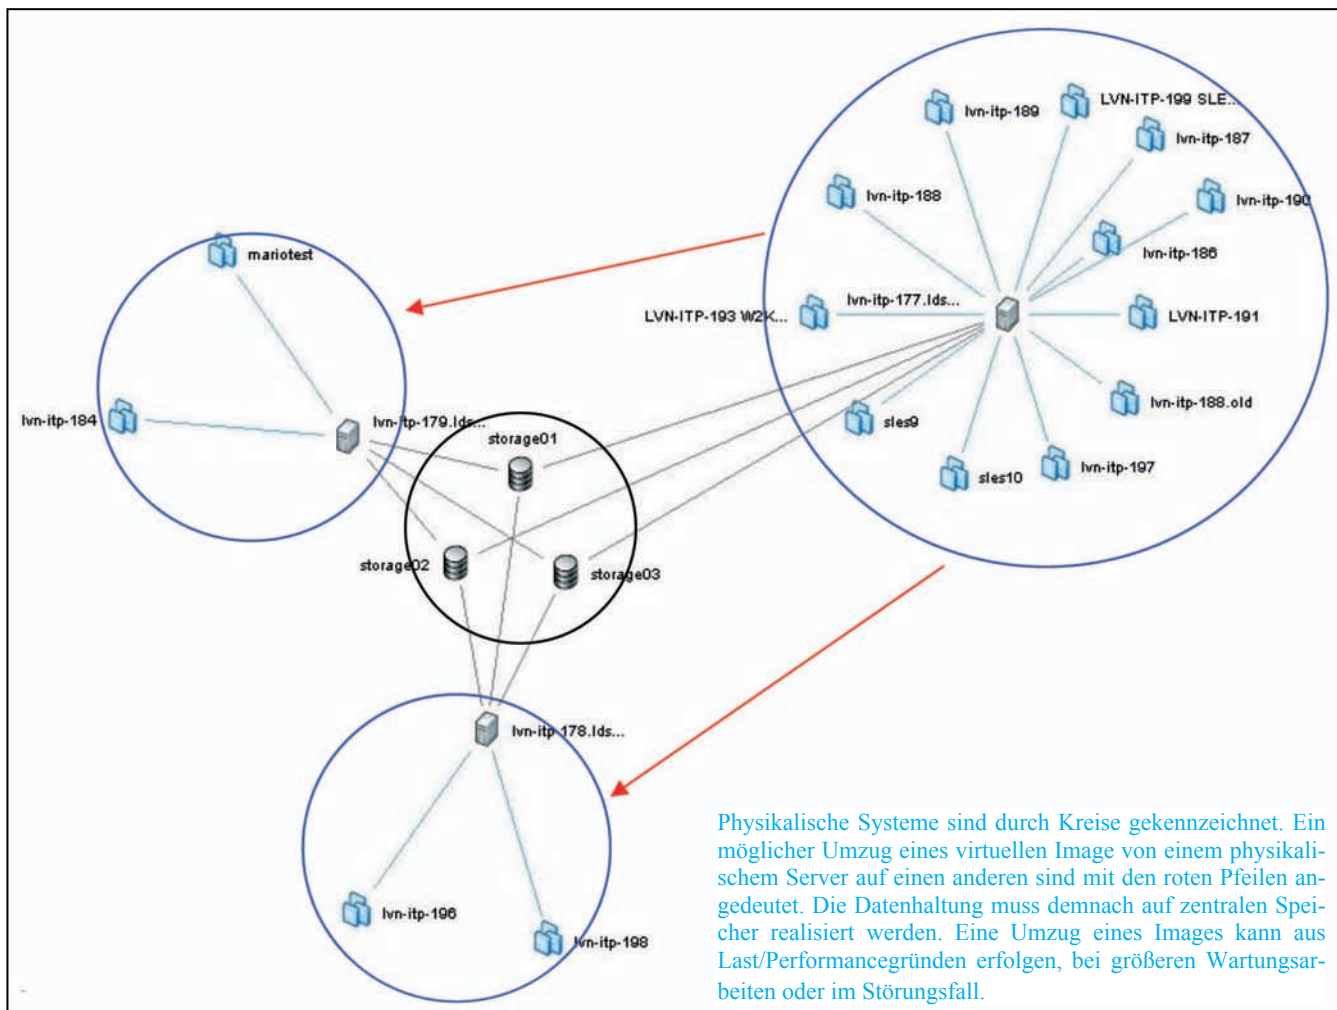 lvn-itp-189
LVN-ITP-199 SLE...
lvn-itp-187
lvn-itp-188
lvn-itp-190
mariotest
lvn-itp-186
lvn-itp-177.lds...
LVN-ITP-193 W2K...
LVN-ITP-191
lvn-itp-188.old
lvn-itp-184
lvn-itp-179.lds...
sles9
storage01
lvn-itp-197
sles10
storage02
storage03
lvn-itp-178.lds...
lvn-itp-196
lvn-itp-198
Physikalische Systeme sind durch Kreise gekennzeichnet. Ein
möglicher Umzug eines virtuellen Image von einem physikali-
schem Server auf einen anderen sind mit den roten Pfeilen an-
gedeutet. Die Datenhaltung muss demnach auf zentralen Spei-
cher realisiert werden. Eine Umzug eines Images kann aus
Last/Performancegründen erfolgen, bei größeren Wartungsar-
beiten oder im Störungsfall.